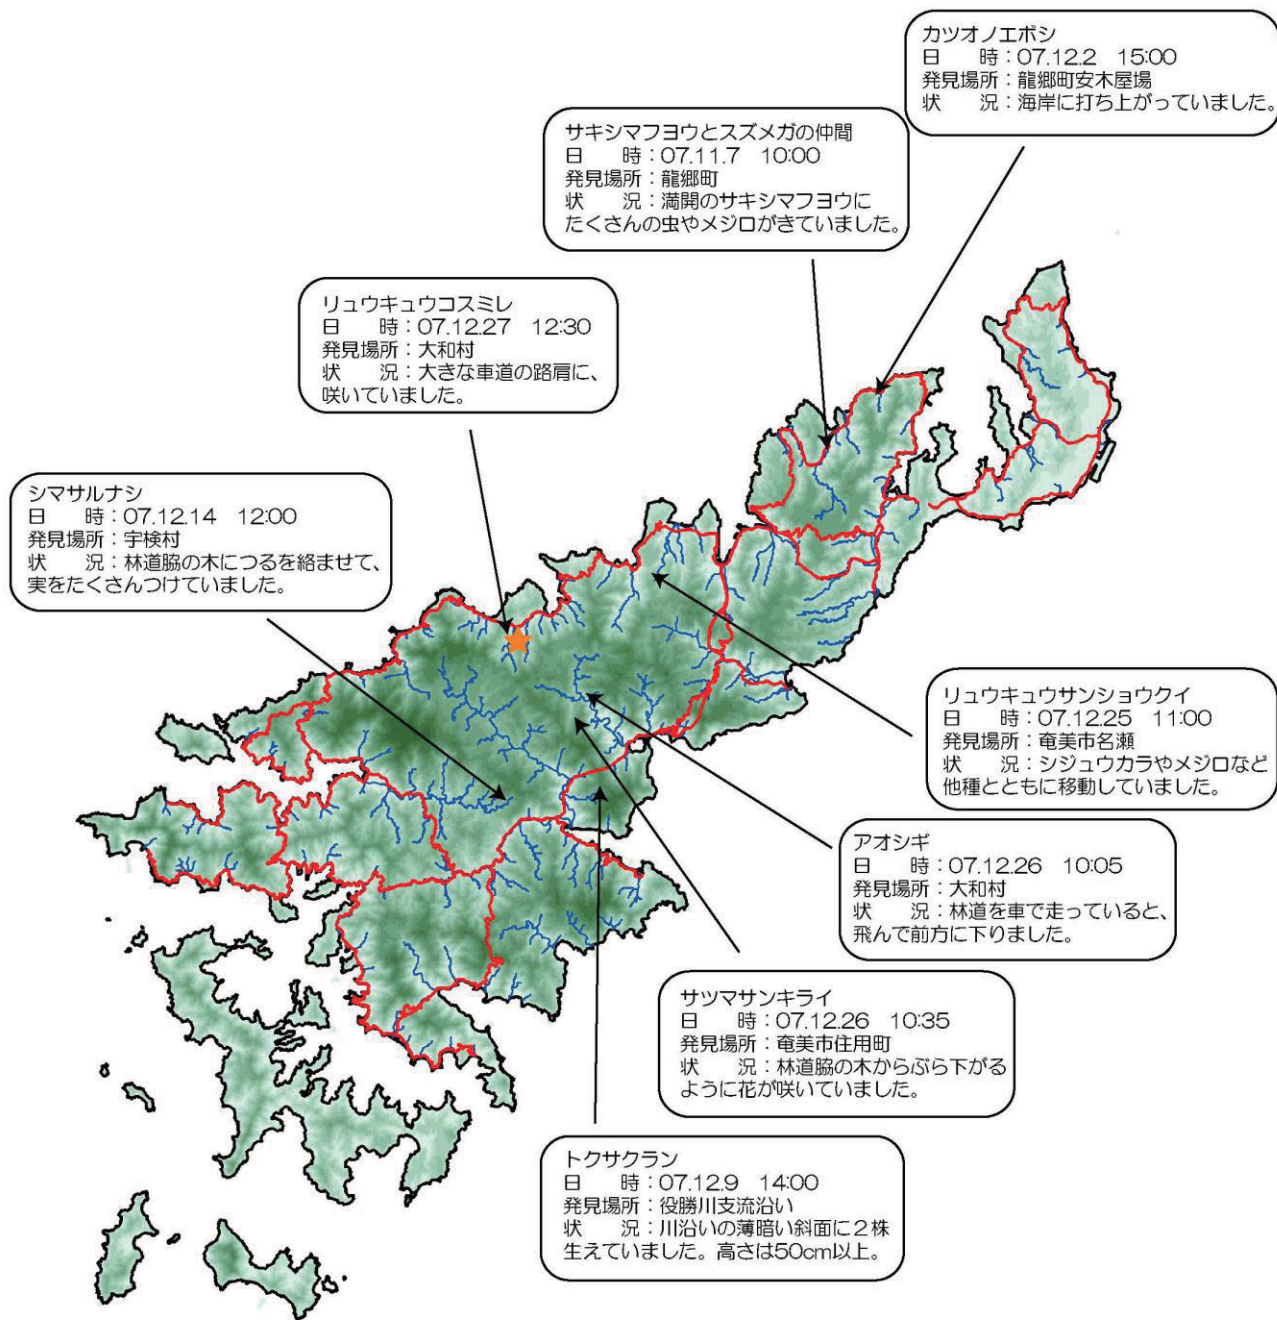 カツオノエボシ
日　　時：07.12.2　15:00
発見場所：龍郷町安木屋場
状　　況：海岸に打ち上がっていました。
サキシマフヨウとスズメガの仲間
日　　時：07.11.7　10:00
発見場所：龍郷町
状　　況：満開のサキシマフヨウに
たくさんの虫やメジロがきていました。
リュウキュウコスミレ
日　　時：07.12.27　12:30
発見場所：大和村
状　　況：大きな車道の路肩に、
咲いていました。
シマサルナシ
日　　時：07.12.14　12:00
発見場所：宇検村
状　　況：林道脇の木につるを絡ませて、
実をたくさんつけていました。
リュウキュウサンショウクイ
日　　時：07.12.25　11:00
発見場所：奄美市名瀬
状　　況：シジュウカラやメジロなど
他種とともに移動していました。
アオシギ
日　　時：07.12.26　10:05
発見場所：大和村
状　　況：林道を車で走っていると、
飛んで前方に下りました。
サツマサンキライ
日　　時：07.12.26　10:35
発見場所：奄美市住用町
状　　況：林道脇の木からぶら下がる
ように花が咲いていました。
トクサクラン
日　　時：07.12.9　14:00
発見場所：役勝川支流沿い
状　　況：川沿いの薄暗い斜面に２株
生えていました。高さは50cm以上。